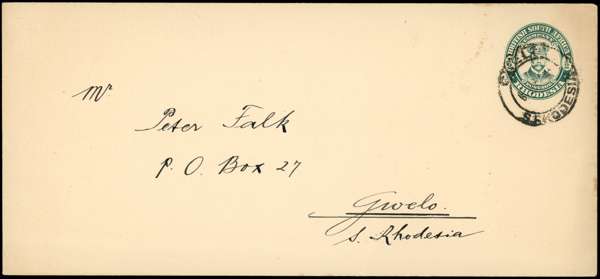 BRITISH SOUTH AFRICA
RHODESIA
S. RHODESIA
Mr
Peter Falk
P. O. Box 27
Gwelo.
S. Rhodesia